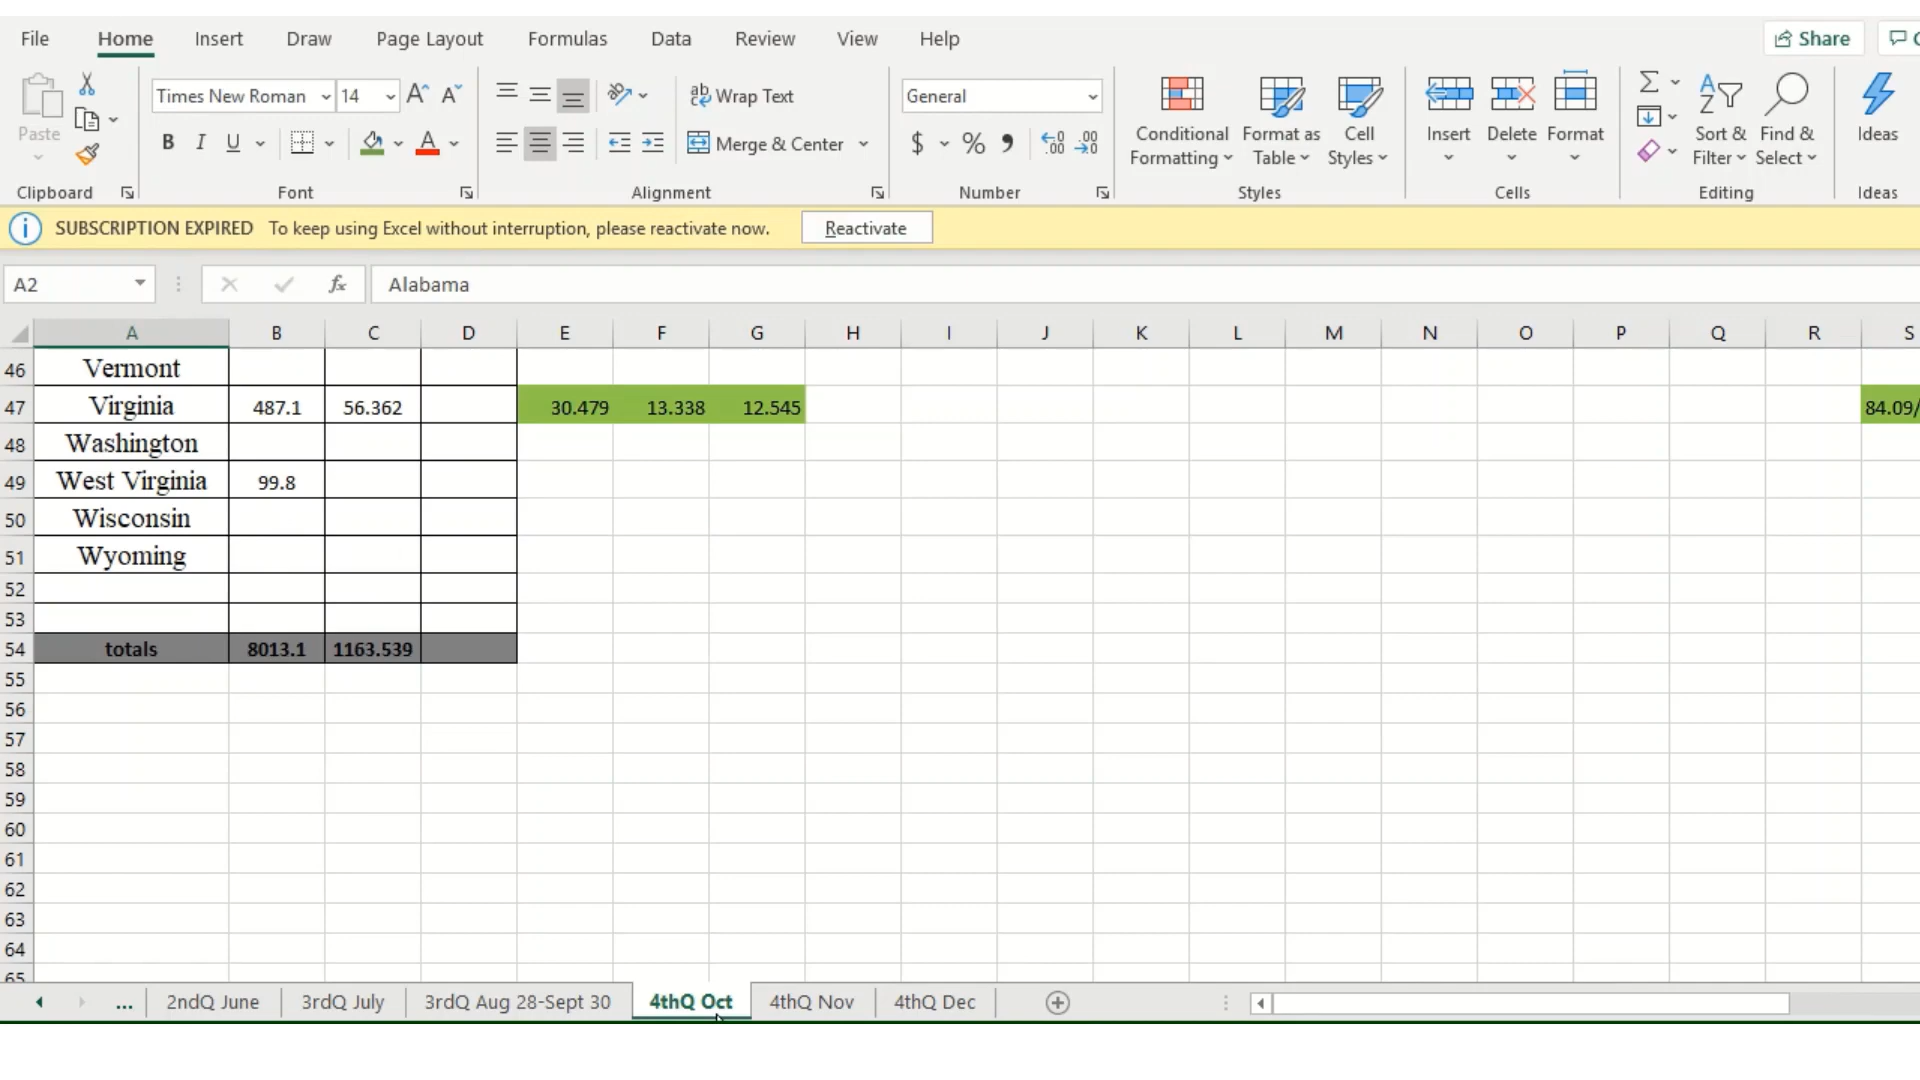 File Home Insert Draw Page Layout Formulas Data Review View Help Share
Times New Roman 14 Wrap Text General
Paste B I U Merge & Center $ % Conditional Formatting Format as Table Cell Styles Insert Delete Format Sort & Filter Find & Select Ideas
Clipboard Font Alignment Number Styles Cells Editing Ideas
SUBSCRIPTION EXPIRED To keep using Excel without interruption, please reactivate now. Reactivate
A2 fx Alabama
A B C D E F G H I J K L M N O P Q R S
46 Vermont
47 Virginia 487.1 56.362 30.479 13.338 12.545 84.09/
48 Washington
49 West Virginia 99.8
50 Wisconsin
51 Wyoming
52
53
54 totals 8013.1 1163.539
55
56
57
58
59
60
61
62
63
64
65
... 2ndQ June 3rdQ July 3rdQ Aug 28-Sept 30 4thQ Oct 4thQ Nov 4thQ Dec